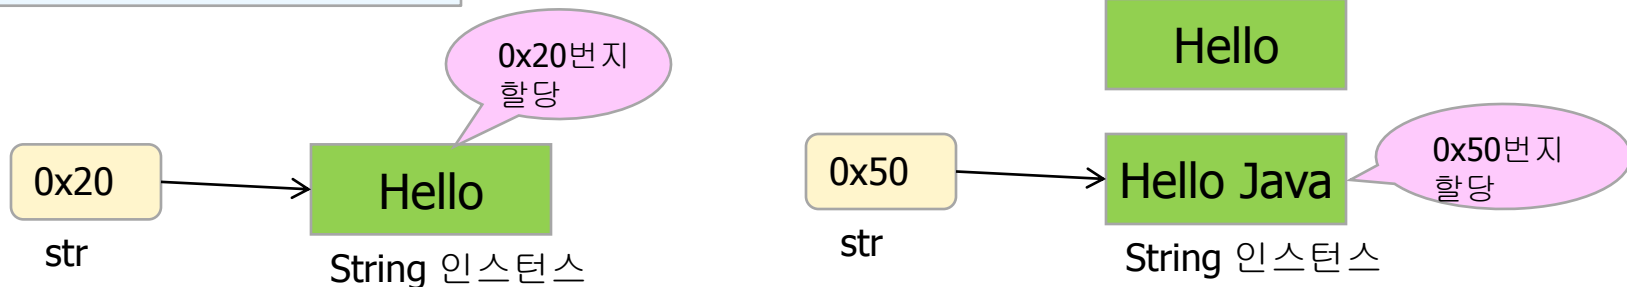 0x20번지
할당
0x20
Hello
str
String 인스턴스
Hello
0x50
Hello Java
0x50번지
할당
str
String 인스턴스